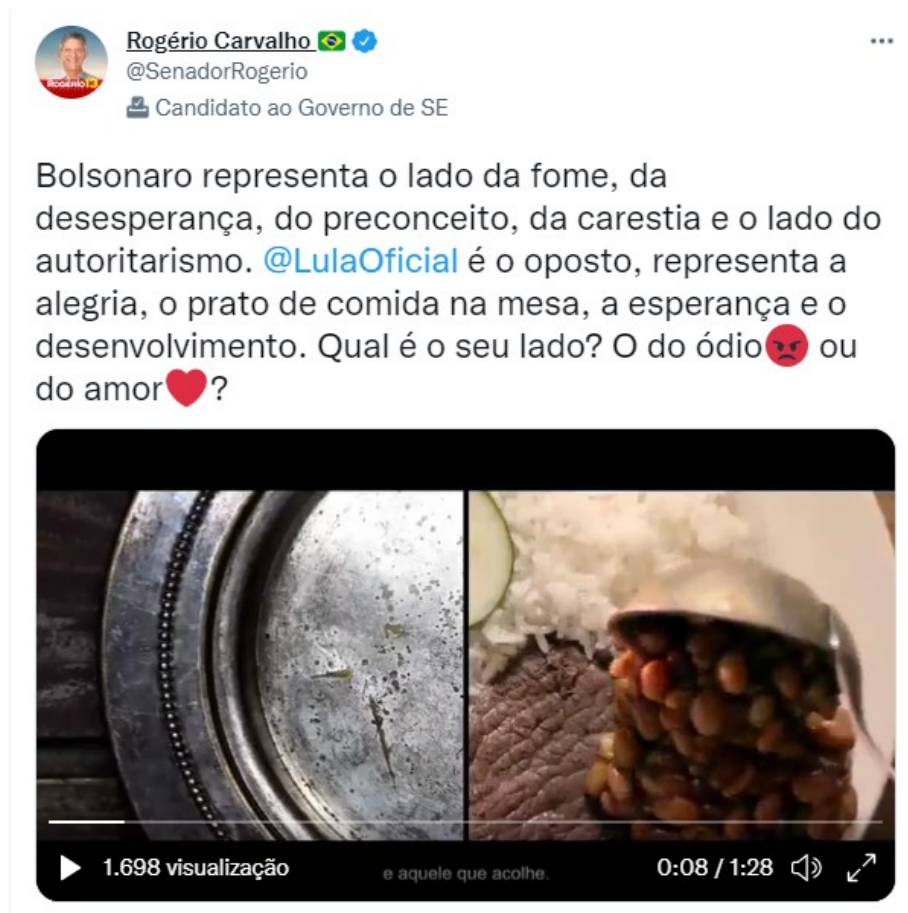 Rogério Carvalho 🇧🇷
@SenadorRogerio
Candidato ao Governo de SE
Bolsonaro representa o lado da fome, da
desesperança, do preconceito, da carestia e o lado do
autoritarismo. @LulaOficial é o oposto, representa a
alegria, o prato de comida na mesa, a esperança e o
desenvolvimento. Qual é o seu lado? O do ódio😡 ou
do amor❤️?
e aquele que acolhe.
1.698 visualização
0:08 / 1:28
ROGÉRIO 13